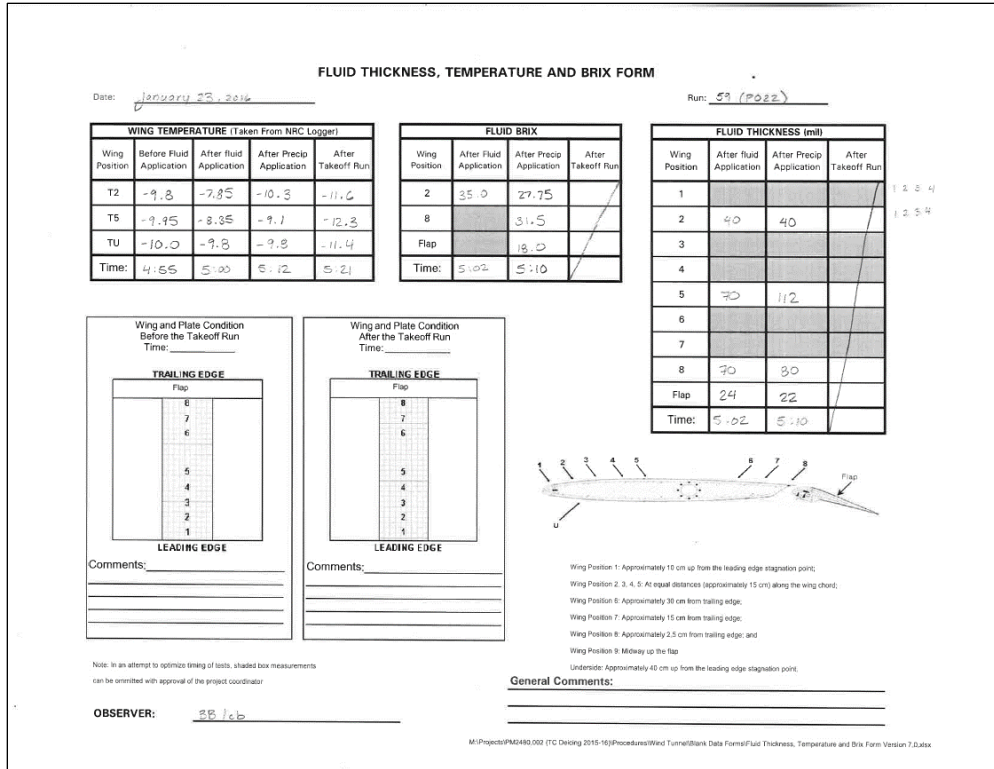 FLUID THICKNESS, TEMPERATURE AND BRIX FORM
Date: January 23, 2016
Run: 59 (P022)
WING TEMPERATURE (Taken From NRC Logger)
Wing Position Before Fluid Application After fluid Application After Precip Application After Takeoff Run
T2 -9.8 -7.85 -10.3 -11.6
T5 -9.95 -8.35 -9.1 -12.3
TU -10.0 -9.8 -9.8 -11.4
Time: 4:55 5:00 5:12 5:21
FLUID BRIX
Wing Position After Fluid Application After Precip Application After Takeoff Run
2 35.0 27.75
8 31.5
Flap 18.0
Time: 5:02 5:10
FLUID THICKNESS (mil)
Wing Position After fluid Application After Precip Application After Takeoff Run
1
2 40 40
3
4
5 70 112
6
7
8 70 80
Flap 24 22
Time: 5:02 5:10
1 2 3 4
1 2 3 4
Wing and Plate Condition
Before the Takeoff Run
Time:
TRAILING EDGE
Flap
8
7
6
5
4
3
2
1
LEADING EDGE
Comments:
Wing and Plate Condition
After the Takeoff Run
Time:
TRAILING EDGE
Flap
8
7
6
5
4
3
2
1
LEADING EDGE
Comments:
1 2 3 4 5 6 7 8 Flap
U
Wing Position 1: Approximately 10 cm up from the leading edge stagnation point;
Wing Position 2, 3, 4, 5: At equal distances (approximately 15 cm) along the wing chord;
Wing Position 6: Approximately 30 cm from trailing edge;
Wing Position 7: Approximately 15 cm from trailing edge;
Wing Position 8: Approximately 2.5 cm from trailing edge; and
Wing Position 9: Midway up the flap
Underside: Approximately 40 cm up from the leading edge stagnation point.
Note: In an attempt to optimize timing of tests, shaded box measurements
can be ommitted with approval of the project coordinator
General Comments:
OBSERVER:
M:\Projects\PM2480.002 (TC Deicing 2015-16)\Procedures\Wind Tunnel\Blank Data Forms\Fluid Thickness, Temperature and Brix Form Version 7.0.xlsx